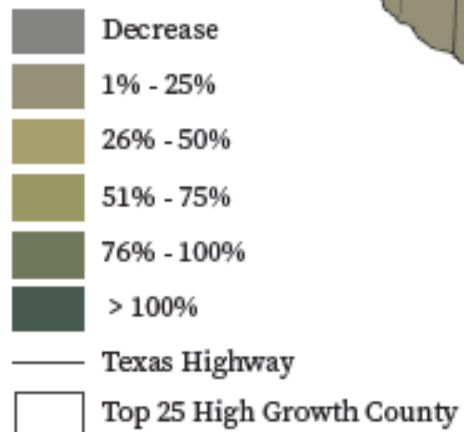 Decrease
1% - 25%
26% - 50%
51% - 75%
76% - 100%
> 100%
Texas Highway
Top 25 High Growth County